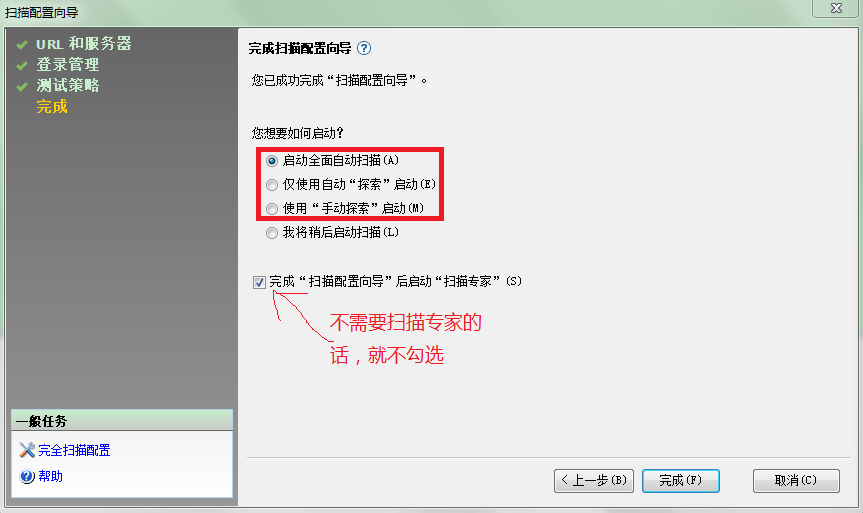 扫描配置向导
URL 和服务器
登录管理
测试策略
完成
完成扫描配置向导
您已成功完成“扫描配置向导”。
您想要如何启动?
启动全面自动扫描(A)
仅使用自动“探索”启动(E)
使用“手动探索”启动(M)
我将稍后启动扫描(L)
完成“扫描配置向导”后启动“扫描专家”(S)
不需要扫描专家的
话，就不勾选
一般任务
完全扫描配置
帮助
< 上一步(B)
完成(F)
取消(C)